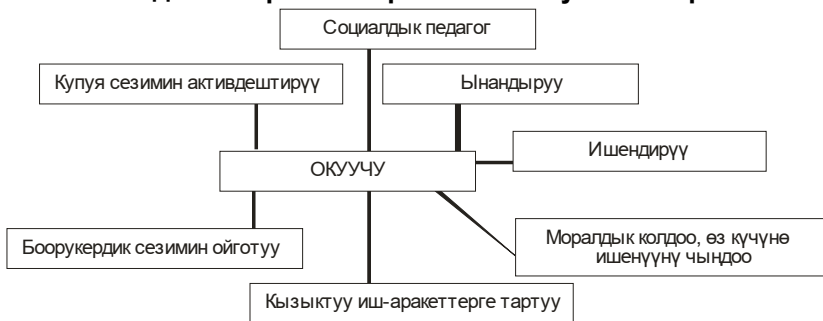 Социалдык педагог
Купуя сезимин активдештирүү
Ынандыруу
Ишендирүү
ОКУУЧУ
Боорукердик сезимин ойготуу
Моралдык колдоо, өз күчүнө
ишенүүнү чыңдоо
Кызыктуу иш-аракеттерге тартуу